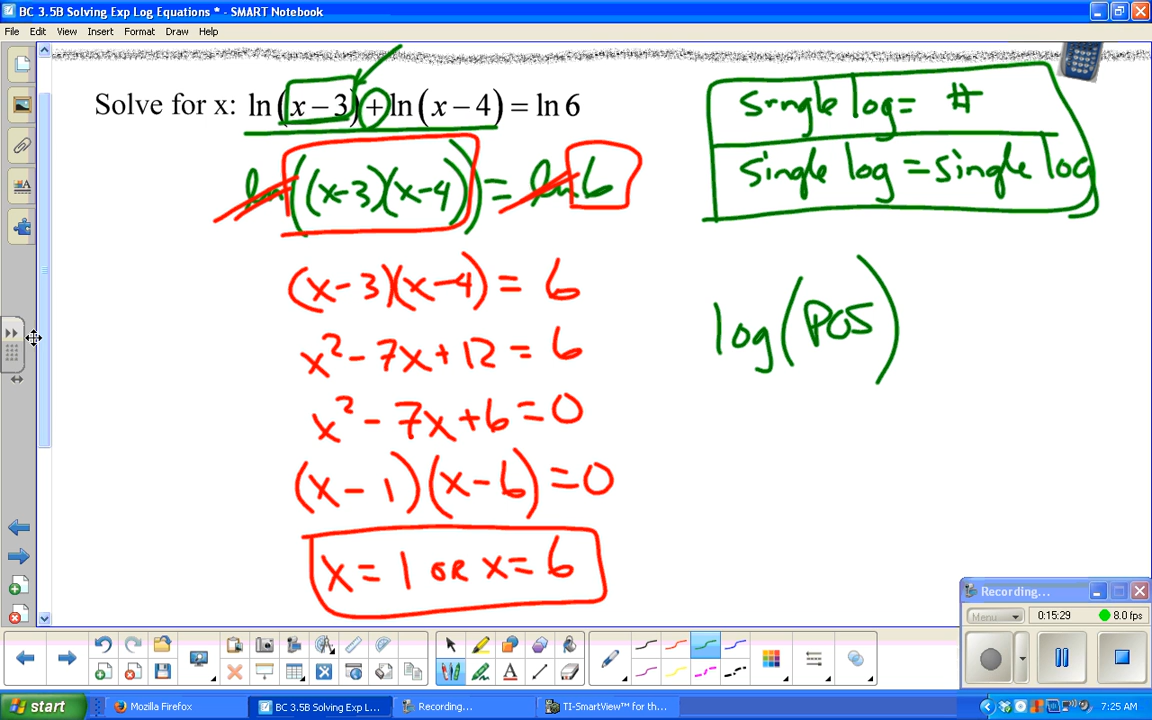 BC 3.5B Solving Exp Log Equations * - SMART Notebook
File Edit View Insert Format Draw Help
Solve for x: ln(x−3)+ln(x−4)=ln6
ln((x-3)(x-4)) = ln 6
(x-3)(x-4) = 6
x²-7x+12 = 6
x²-7x+6=0
(x-1)(x-6)=0
x=1 OR x=6
single log= #
single log=single log
log(POS)
Recording...
Menu
0:15:29
8.0 fps
start
Mozilla Firefox
BC 3.5B Solving Exp L...
Recording...
TI-SmartView™ for th...
7:25 AM